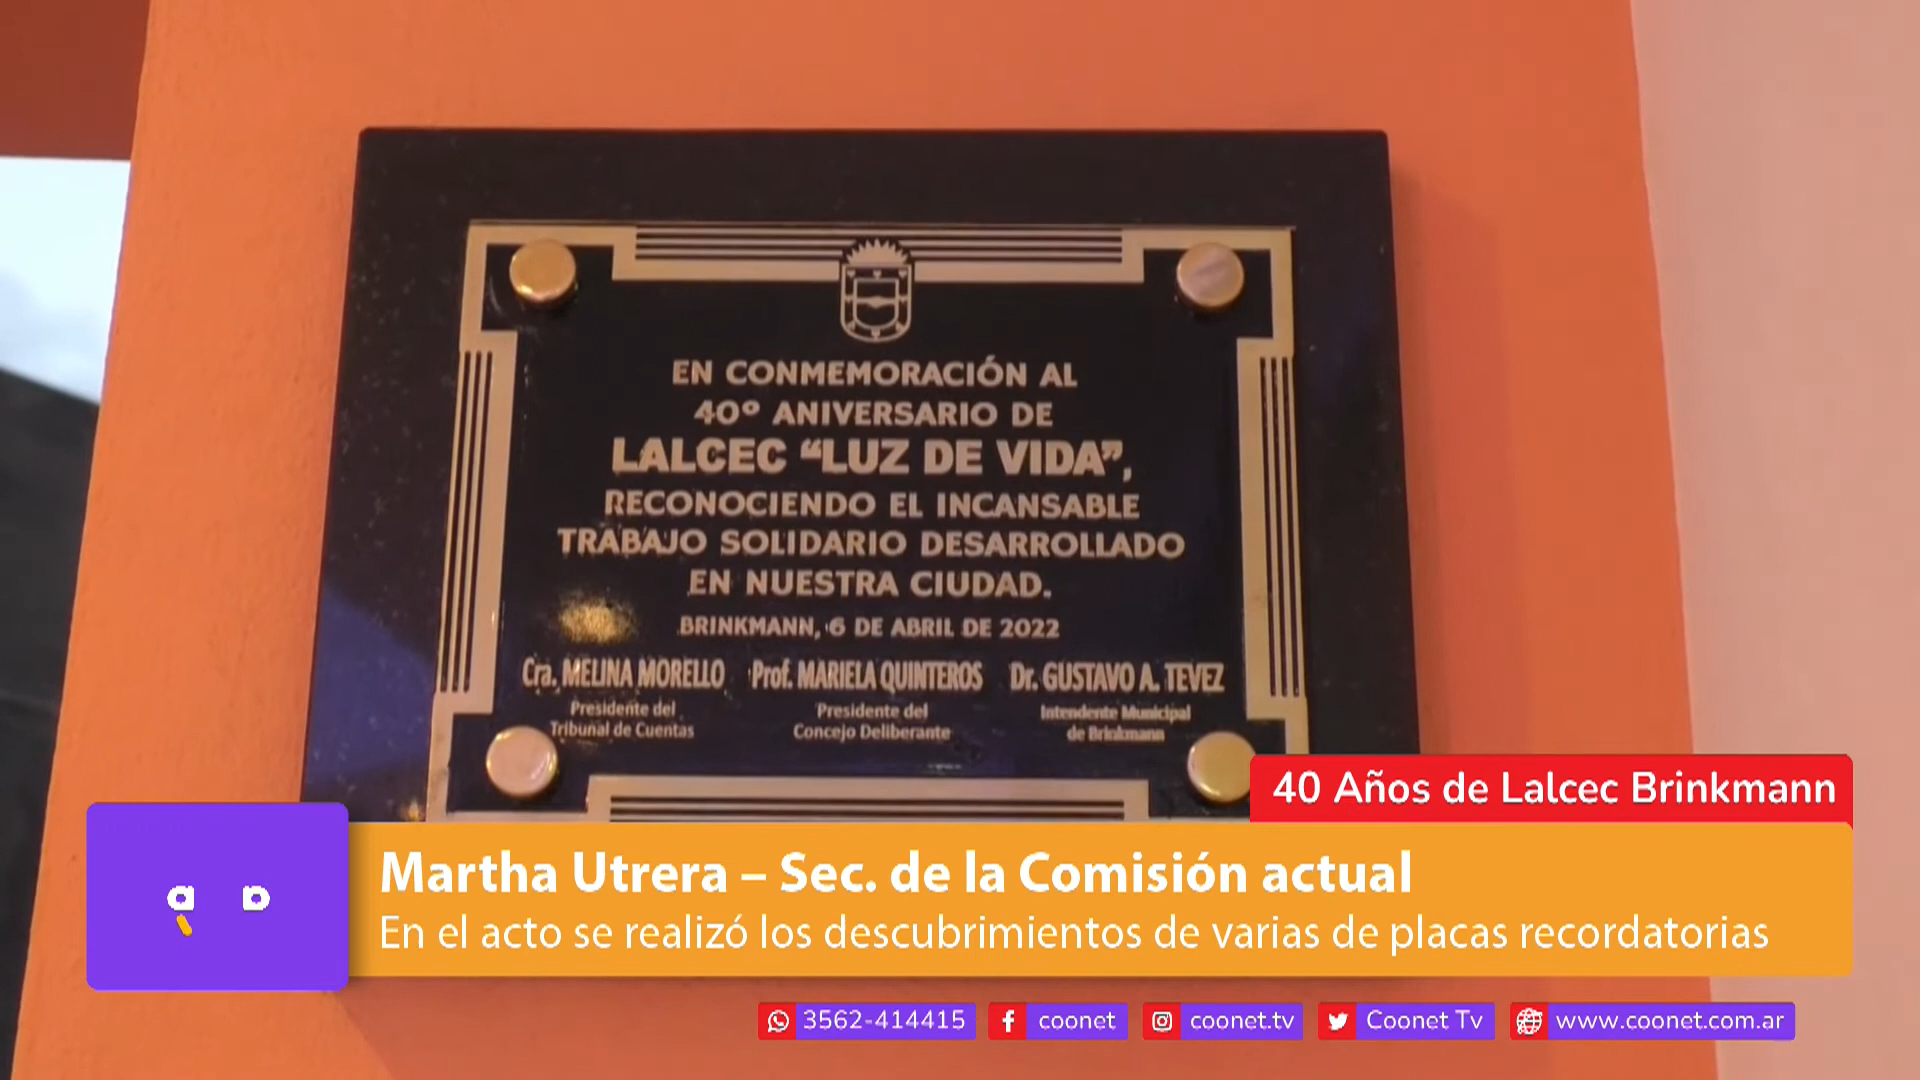 EN CONMEMORACIÓN AL
40º ANIVERSARIO DE
LALCEC “LUZ DE VIDA”,
RECONOCIENDO EL INCANSABLE
TRABAJO SOLIDARIO DESARROLLADO
EN NUESTRA CIUDAD.
BRINKMANN, 6 DE ABRIL DE 2022
Cra. MELINA MORELLO Prof. MARIELA QUINTEROS Dr. GUSTAVO A. TEVEZ
Presidente del Presidente del Intendente Municipal
Tribunal de Cuentas Concejo Deliberante de Brinkmann
40 Años de Lalcec Brinkmann
Martha Utrera – Sec. de la Comisión actual
En el acto se realizó los descubrimientos de varias de placas recordatorias
3562-414415 coonet coonet.tv Coonet Tv www.coonet.com.ar